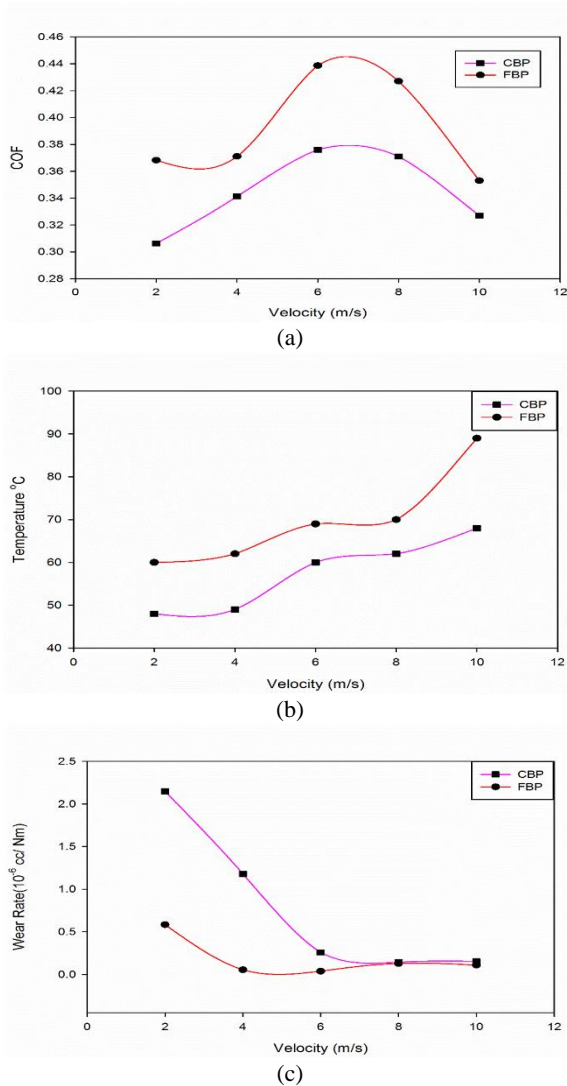 0.46
0.44
0.42
0.40
0.38
0.36
0.34
0.32
0.30
0.28
COF
CBP
FBP
0 2 4 6 8 10 12
Velocity (m/s)
(a)
100
90
80
70
60
50
40
Temperature °C
CBP
FBP
0 2 4 6 8 10 12
Velocity (m/s)
(b)
2.5
2.0
1.5
1.0
0.5
0.0
Wear Rate(10⁻⁶ cc/ Nm)
CBP
FBP
0 2 4 6 8 10 12
Velocity (m/s)
(c)